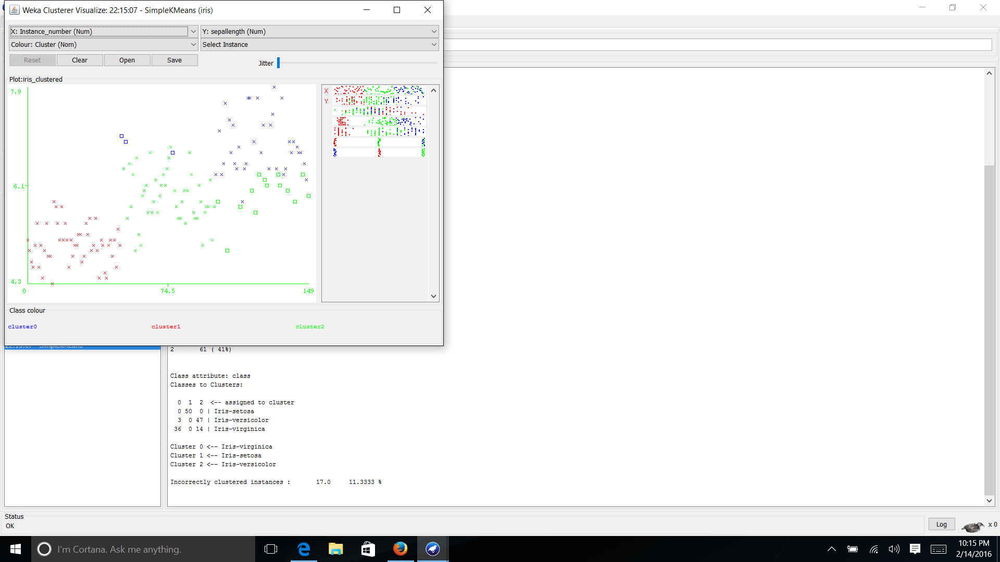 Weka Clusterer Visualize: 22:15:07 - SimpleKMeans (iris)
X: Instance_number (Num)
Y: sepallength (Num)
Colour: Cluster (Nom)
Select Instance
Reset
Clear
Open
Save
Jitter
Plot:iris_clustered
7.9
6.1
4.3
0
74.5
149
X
Y
Class colour
cluster0
cluster1
cluster2
22:15:07 - SimpleKMeans
2 61 ( 41%)
Class attribute: class
Classes to Clusters:
0 1 2 <-- assigned to cluster
0 50 0 | Iris-setosa
3 0 47 | Iris-versicolor
36 0 14 | Iris-virginica
Cluster 0 <-- Iris-virginica
Cluster 1 <-- Iris-setosa
Cluster 2 <-- Iris-versicolor
Incorrectly clustered instances : 17.0 11.3333 %
Status
OK
Log
x 0
I'm Cortana. Ask me anything.
10:15 PM
2/14/2016